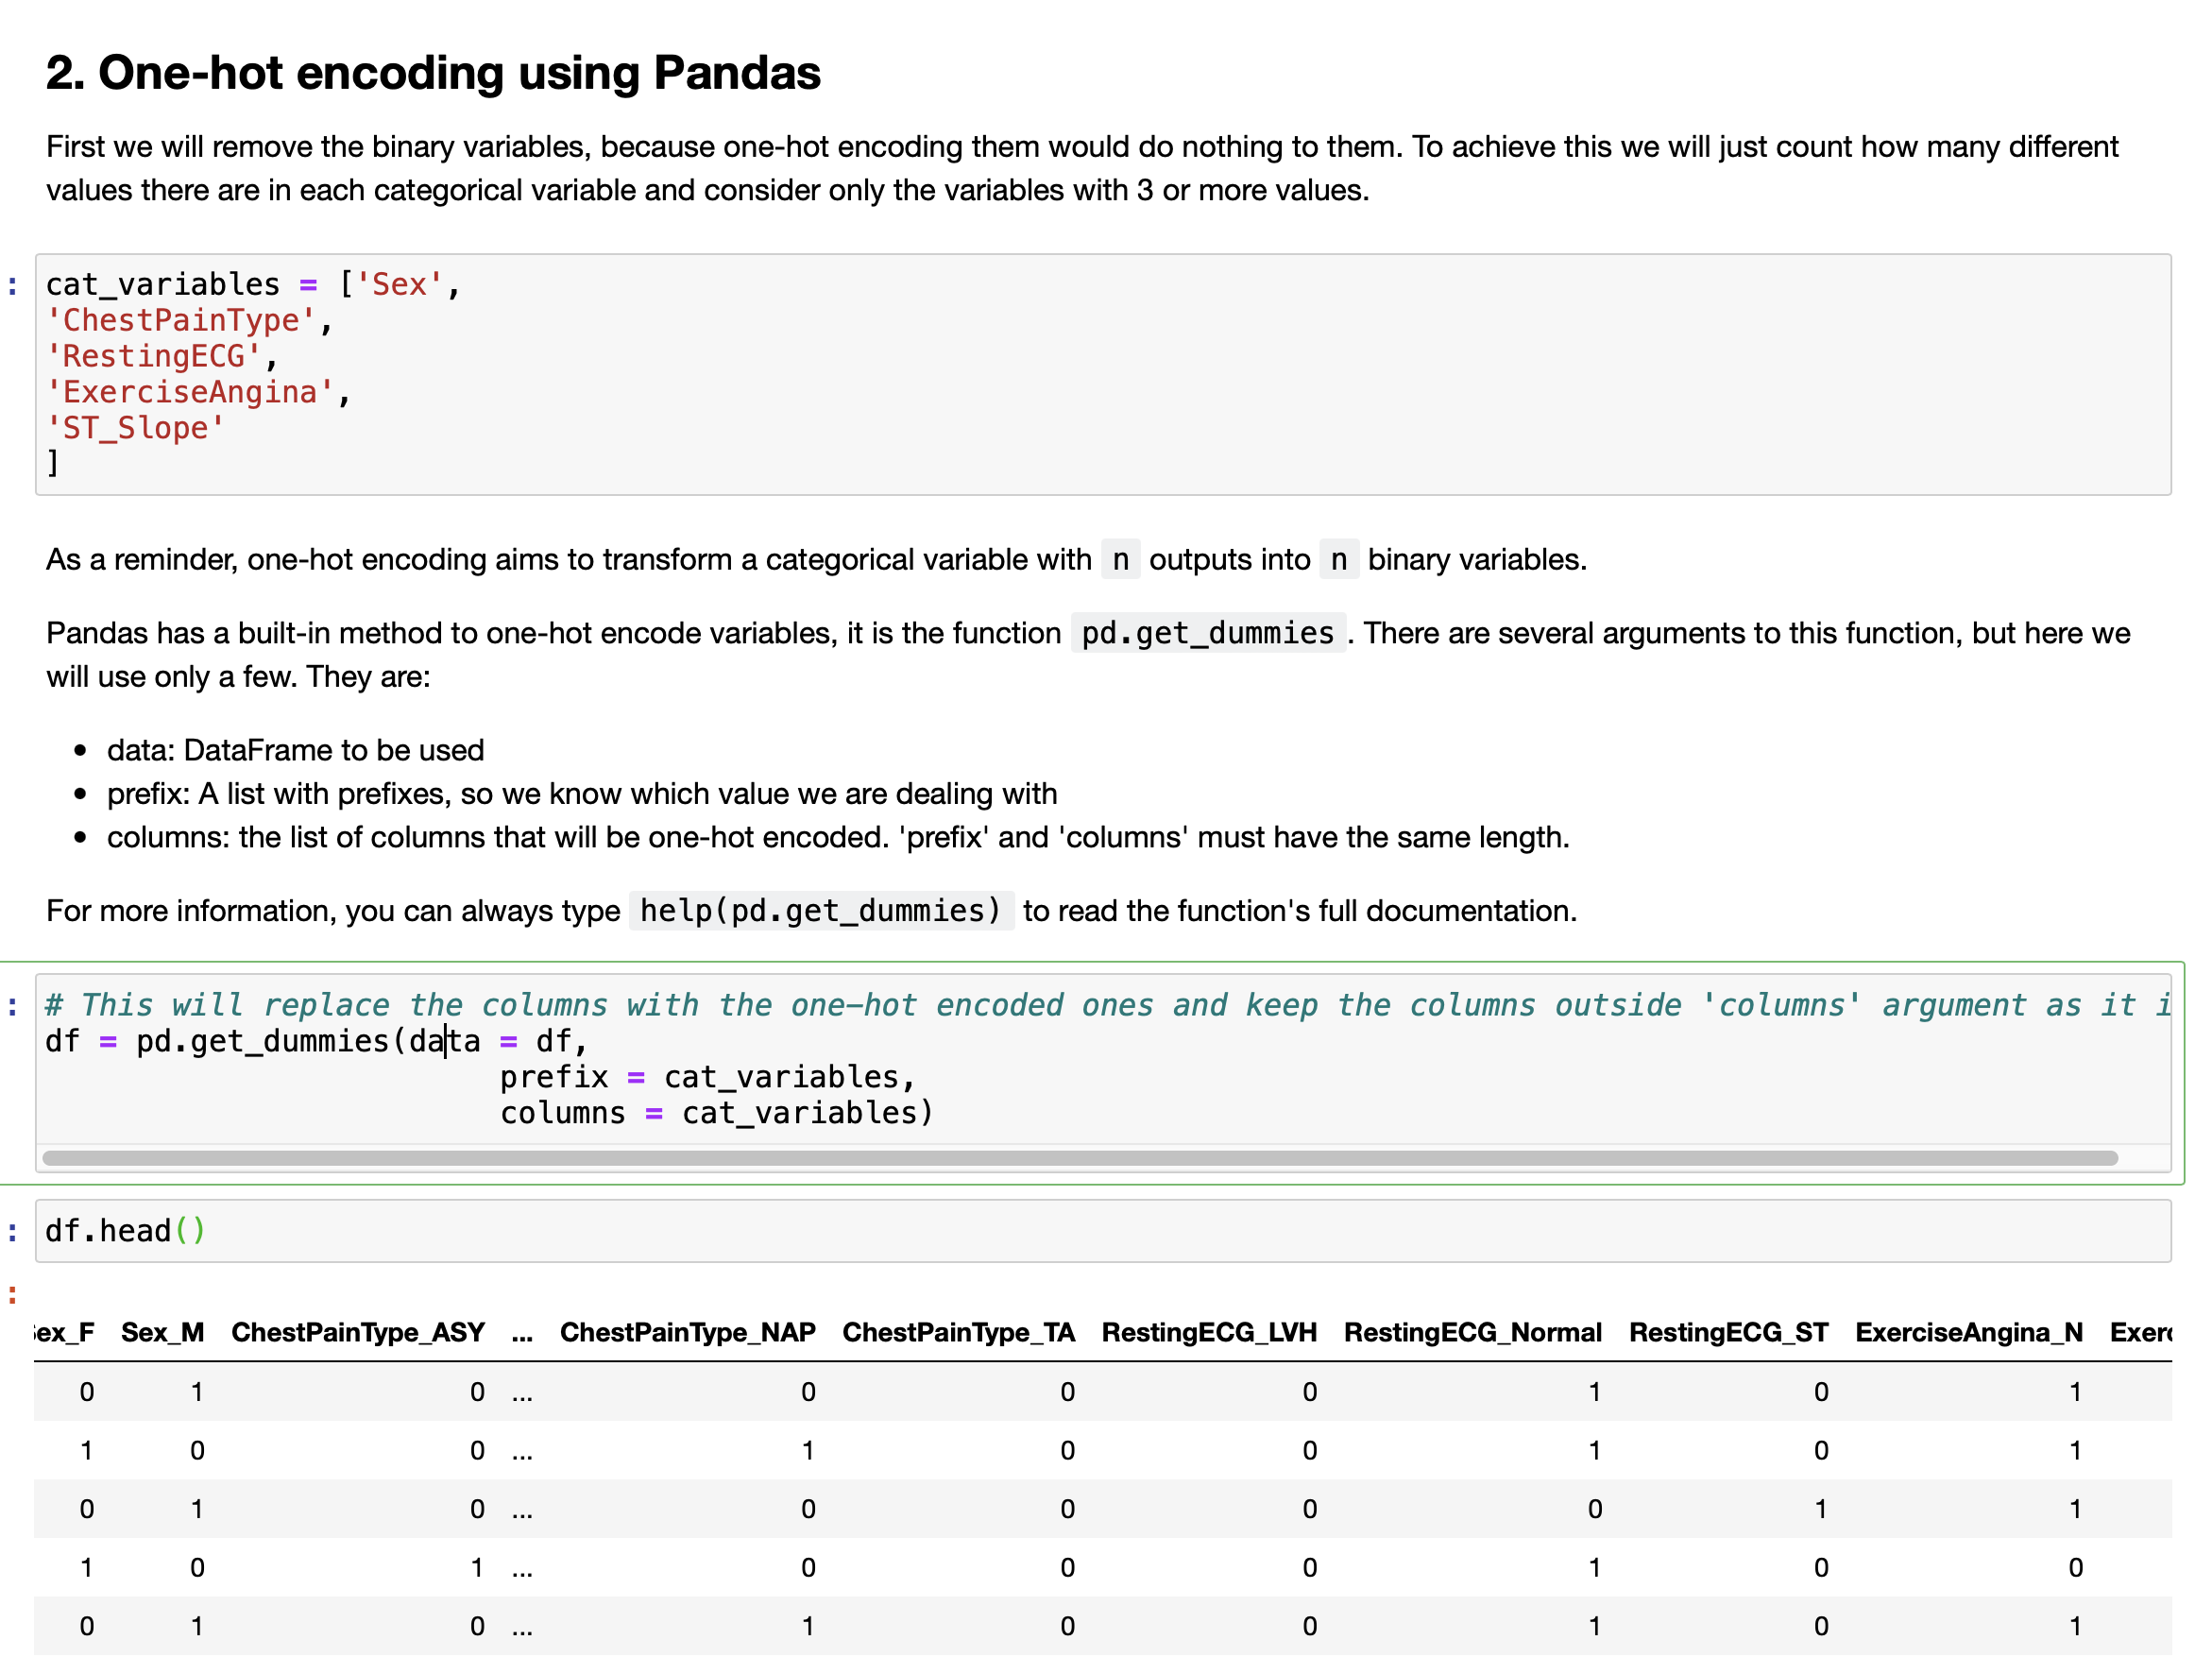 2. One-hot encoding using Pandas
First we will remove the binary variables, because one-hot encoding them would do nothing to them. To achieve this we will just count how many different
values there are in each categorical variable and consider only the variables with 3 or more values.
: cat_variables = ['Sex',
'ChestPainType',
'RestingECG',
'ExerciseAngina',
'ST_Slope'
]
As a reminder, one-hot encoding aims to transform a categorical variable with n outputs into n binary variables.
Pandas has a built-in method to one-hot encode variables, it is the function pd.get_dummies . There are several arguments to this function, but here we
will use only a few. They are:
• data: DataFrame to be used
• prefix: A list with prefixes, so we know which value we are dealing with
• columns: the list of columns that will be one-hot encoded. 'prefix' and 'columns' must have the same length.
For more information, you can always type help(pd.get_dummies) to read the function's full documentation.
: # This will replace the columns with the one-hot encoded ones and keep the columns outside 'columns' argument as it i
df = pd.get_dummies(data = df,
prefix = cat_variables,
columns = cat_variables)
: df.head()
:
ex_F Sex_M ChestPainType_ASY ... ChestPainType_NAP ChestPainType_TA RestingECG_LVH RestingECG_Normal RestingECG_ST ExerciseAngina_N Exerc
0 1 0 ... 0 0 0 1 0 1
1 0 0 ... 1 0 0 1 0 1
0 1 0 ... 0 0 0 0 1 1
1 0 1 ... 0 0 0 1 0 0
0 1 0 ... 1 0 0 1 0 1